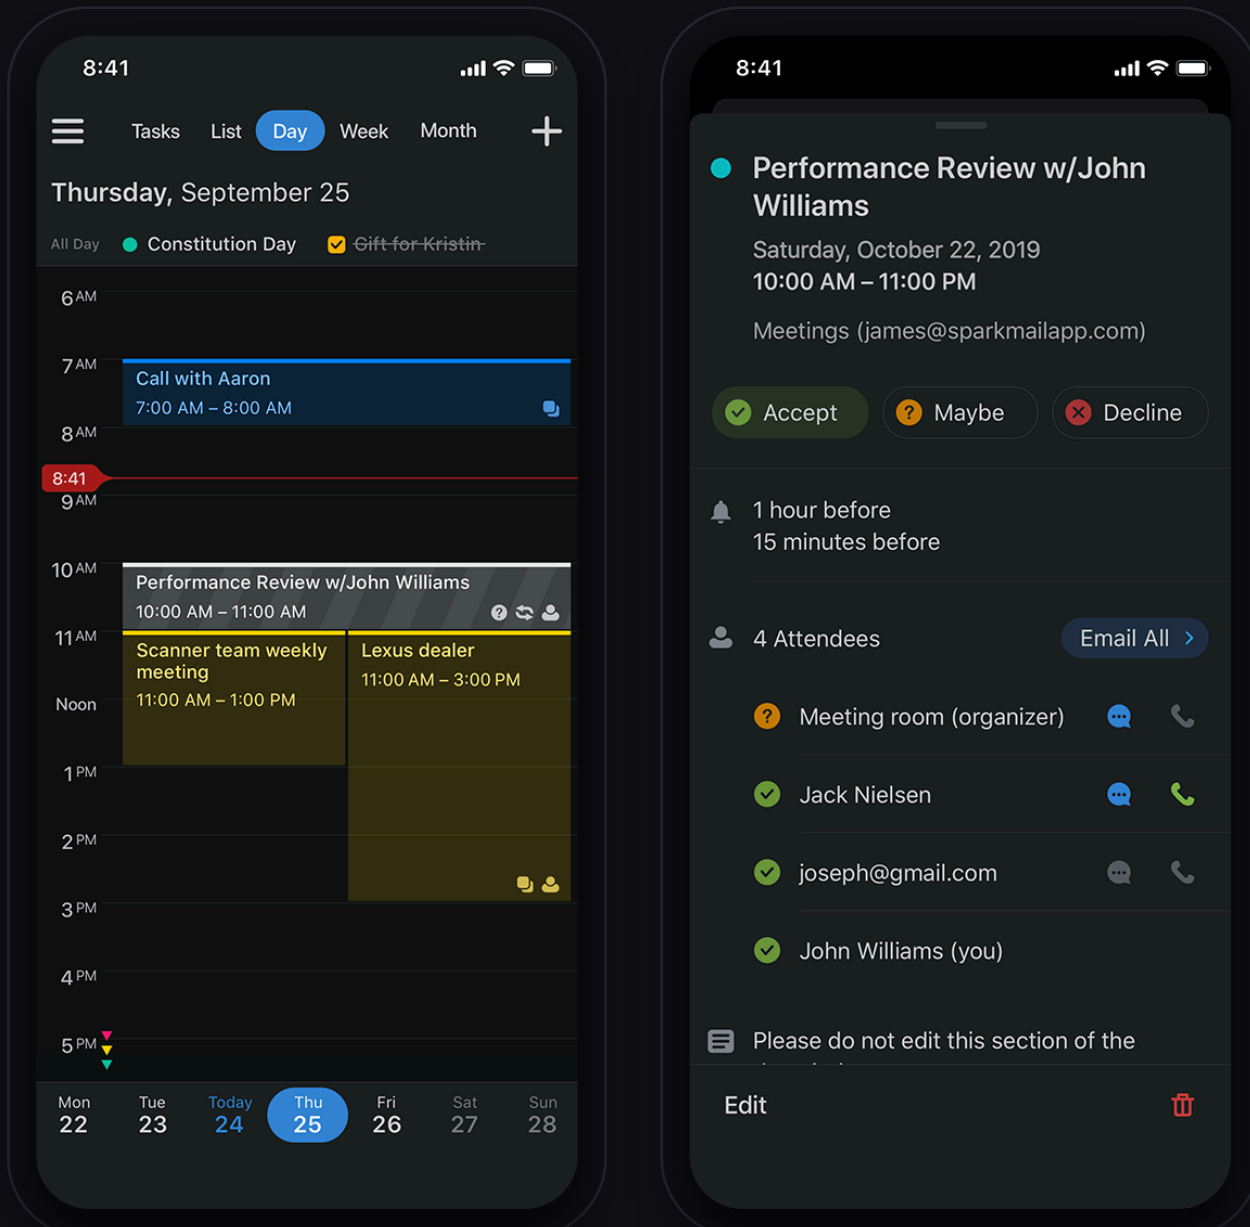 8:41
Tasks List Day Week Month
Thursday, September 25
All Day Constitution Day Gift for Kristin
6 AM
7 AM
Call with Aaron
7:00 AM – 8:00 AM
8 AM
8:41
9 AM
10 AM
Performance Review w/John Williams
10:00 AM – 11:00 AM
11 AM
Scanner team weekly
meeting
11:00 AM – 1:00 PM
Lexus dealer
11:00 AM – 3:00 PM
Noon
1 PM
2 PM
3 PM
4 PM
5 PM
Mon Tue Today Thu Fri Sat Sun
22 23 24 25 26 27 28
8:41
Performance Review w/John
Williams
Saturday, October 22, 2019
10:00 AM – 11:00 PM
Meetings (james@sparkmailapp.com)
Accept Maybe Decline
1 hour before
15 minutes before
4 Attendees Email All
Meeting room (organizer)
Jack Nielsen
joseph@gmail.com
John Williams (you)
Please do not edit this section of the
Edit